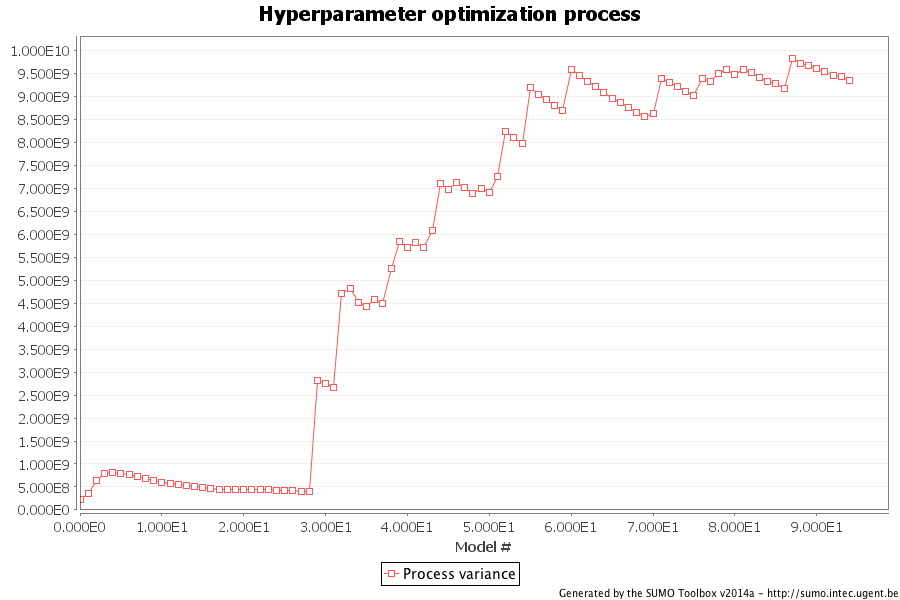 Hyperparameter optimization process
1.000E10
9.500E9
9.000E9
8.500E9
8.000E9
7.500E9
7.000E9
6.500E9
6.000E9
5.500E9
5.000E9
4.500E9
4.000E9
3.500E9
3.000E9
2.500E9
2.000E9
1.500E9
1.000E9
5.000E8
0.000E0
0.000E0 1.000E1 2.000E1 3.000E1 4.000E1 5.000E1 6.000E1 7.000E1 8.000E1 9.000E1
Model #
Process variance
Generated by the SUMO Toolbox v2014a - http://sumo.intec.ugent.be